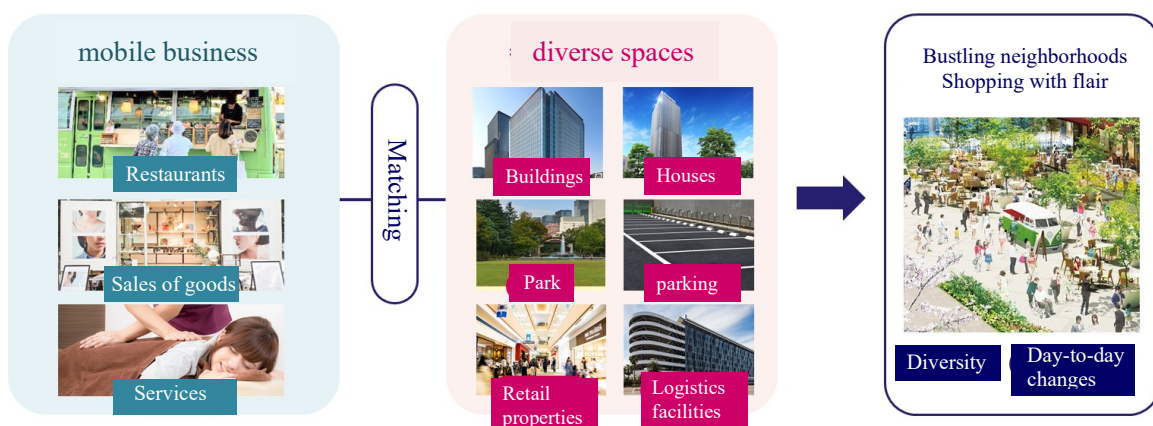 mobile business
Restaurants
Sales of goods
Services
Matching
diverse spaces
Buildings
Houses
Park
parking
Retail
properties
Logistics
facilities
Bustling neighborhoods
Shopping with flair
Diversity
Day-to-day
changes